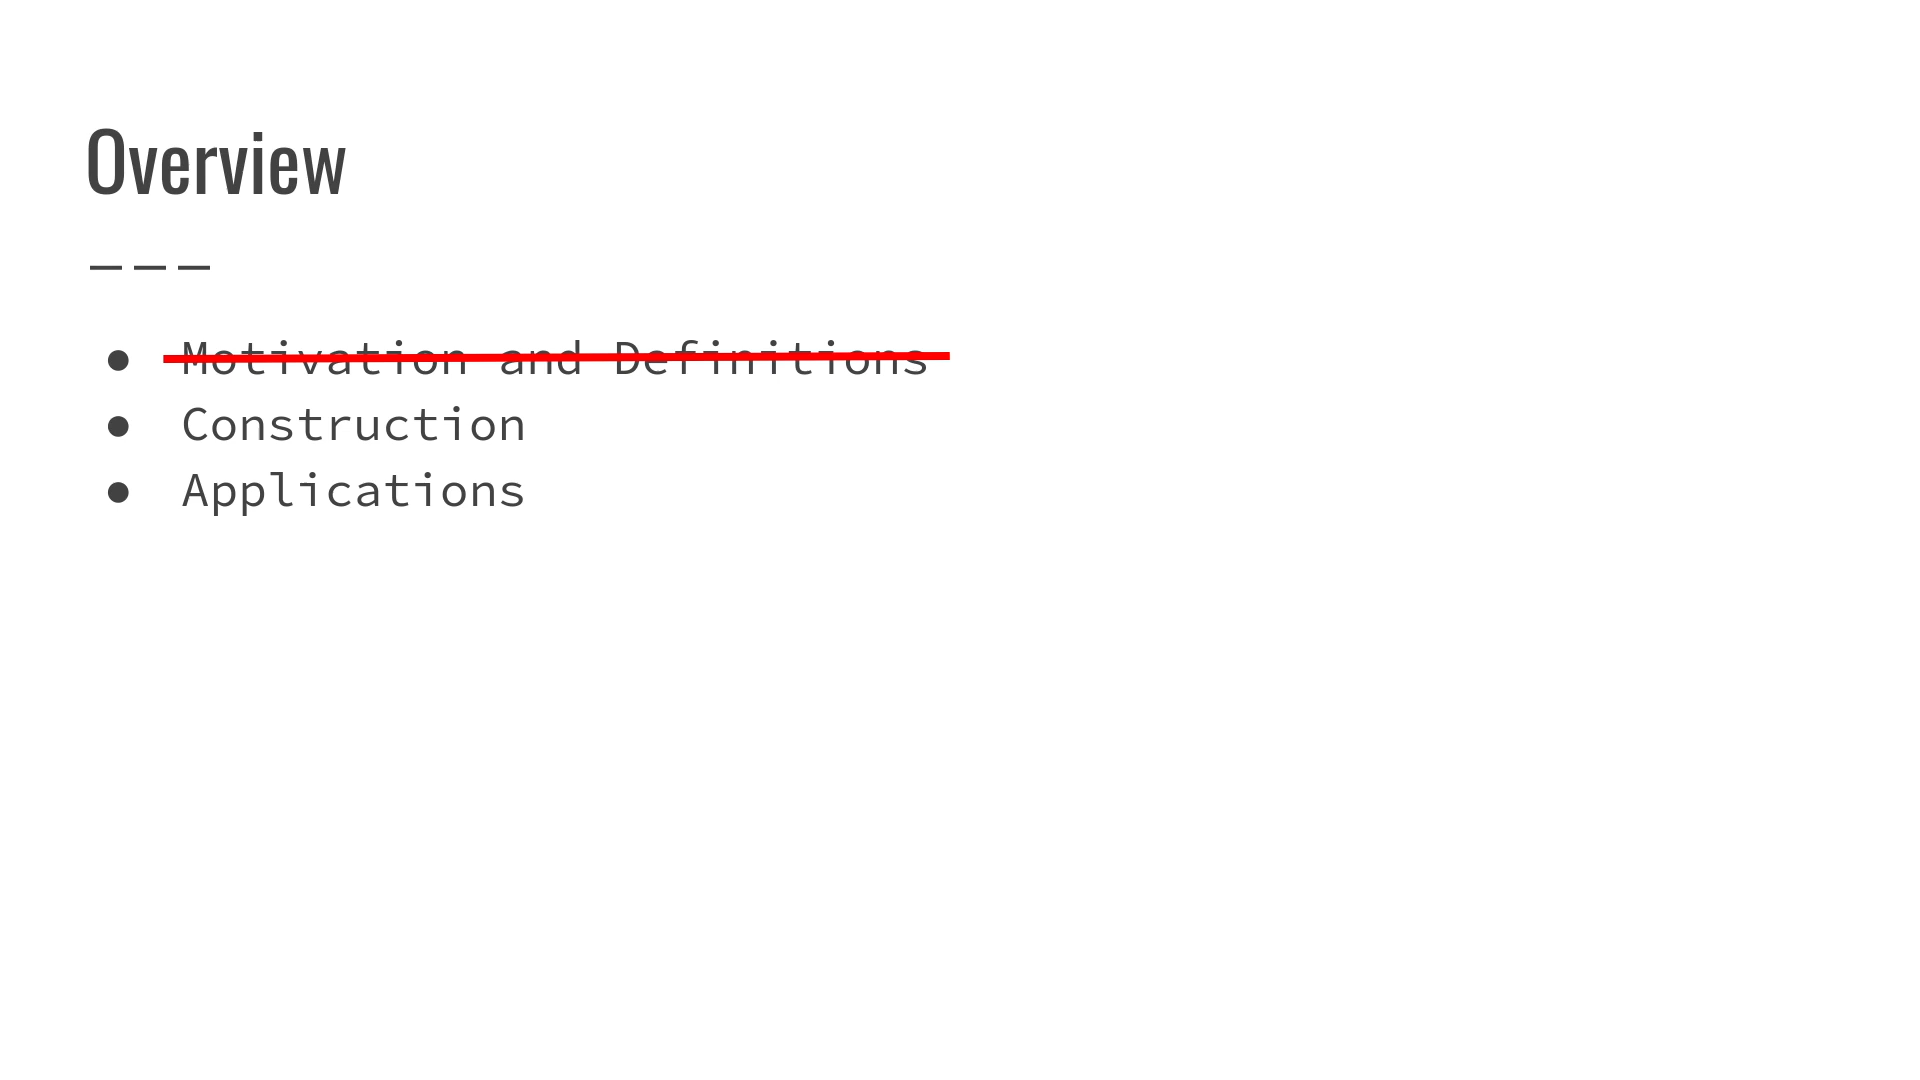 Overview
● Motivation and Definitions
● Construction
● Applications